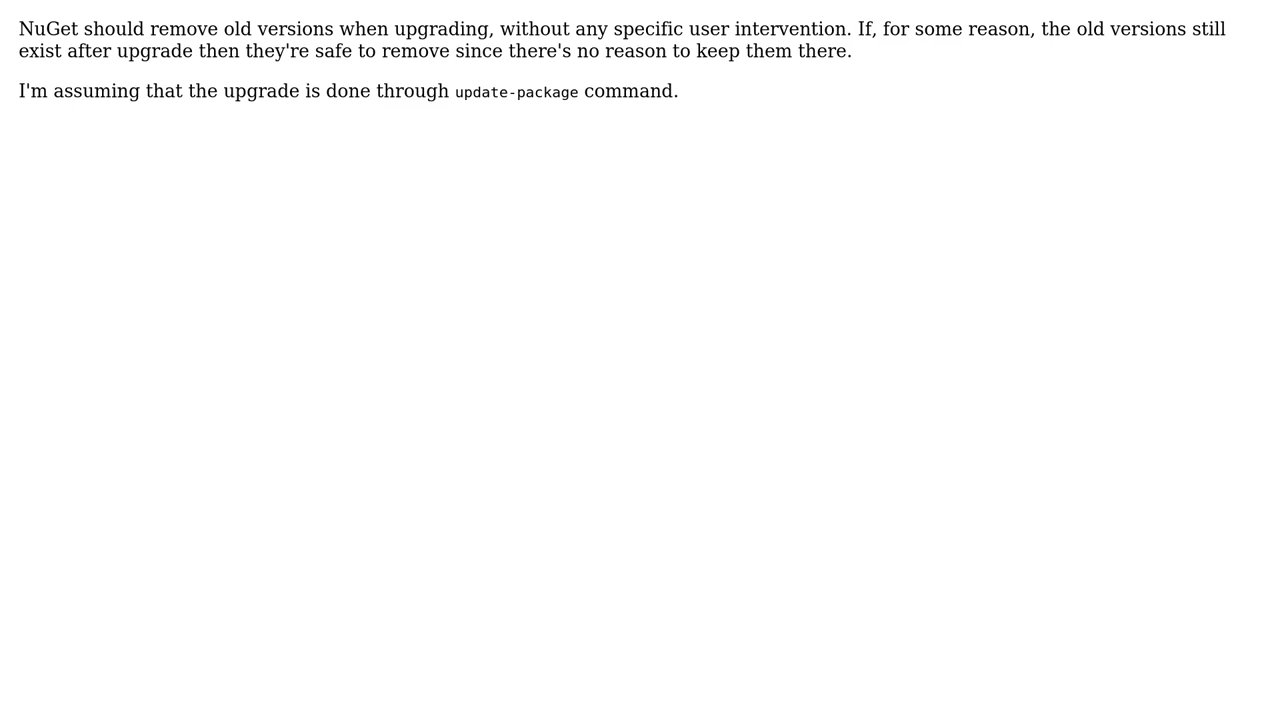 NuGet should remove old versions when upgrading, without any specific user intervention. If, for some reason, the old versions still
exist after upgrade then they're safe to remove since there's no reason to keep them there.
I'm assuming that the upgrade is done through update-package command.